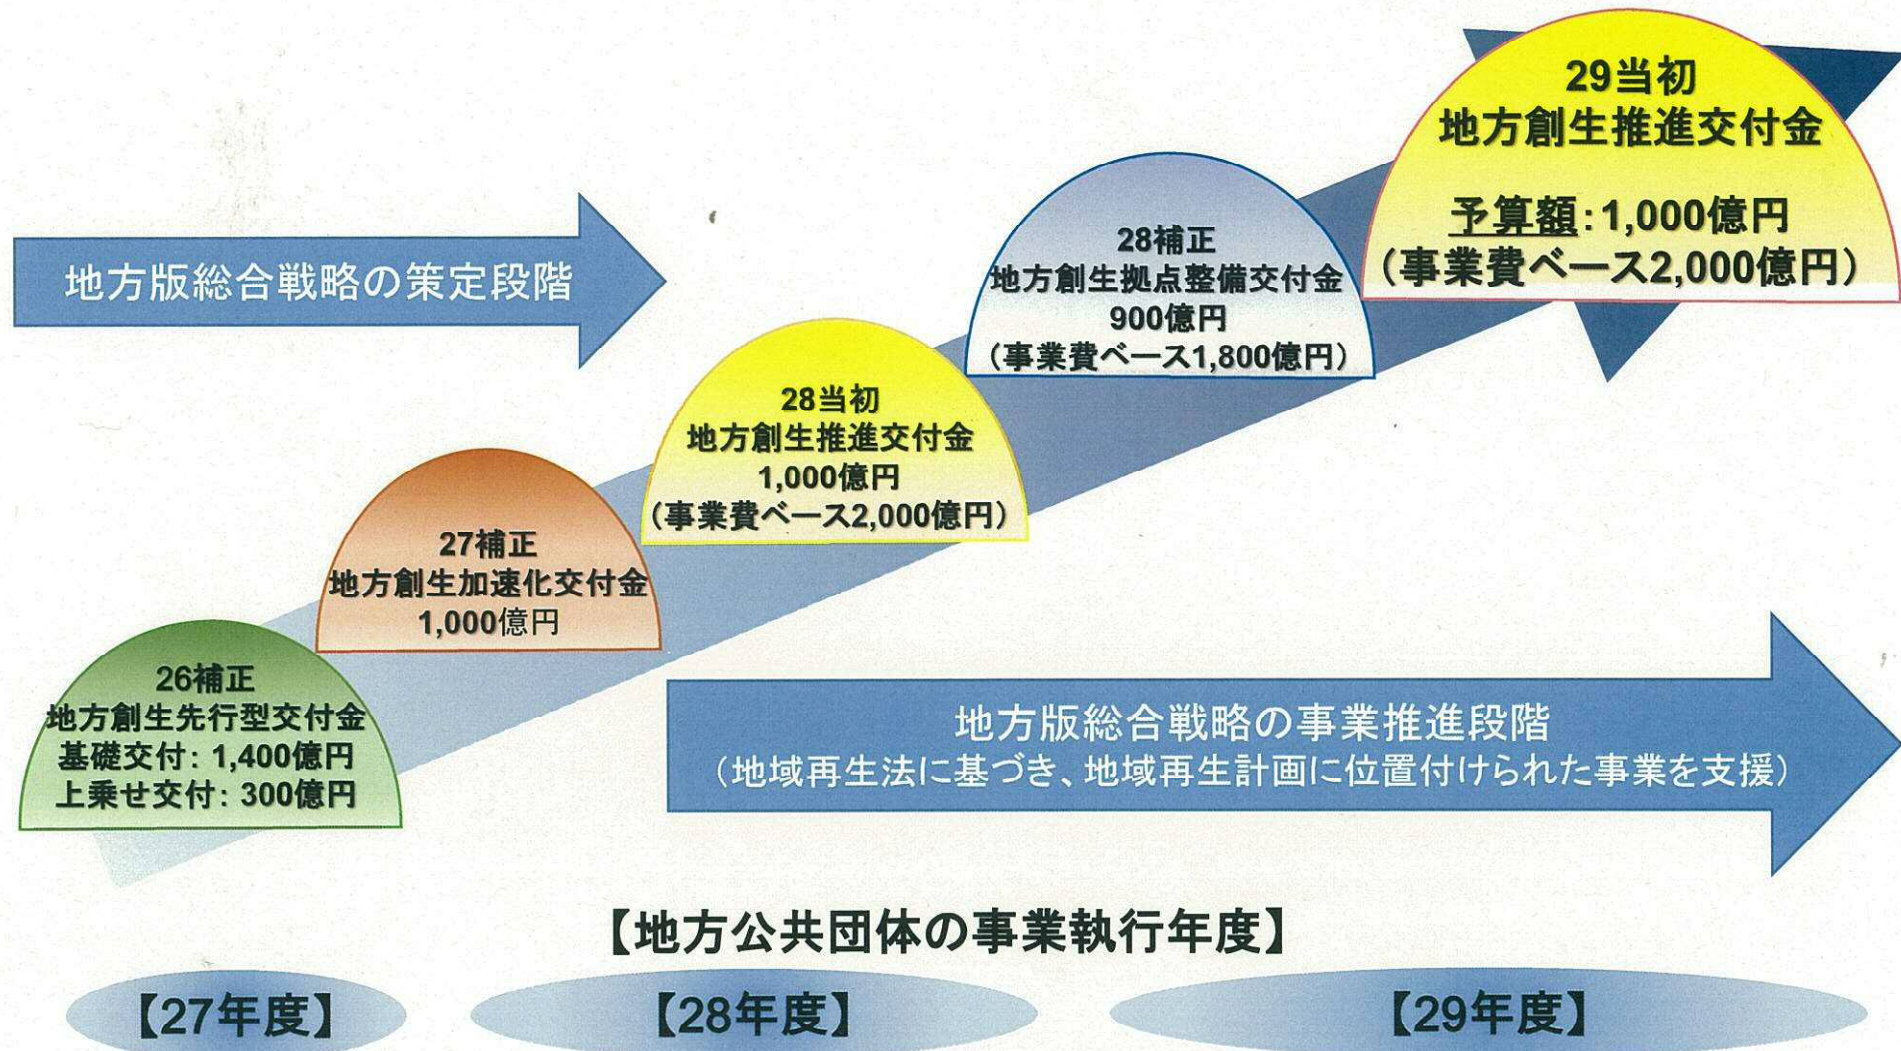 29当初
地方創生推進交付金
予算額:1,000億円
(事業費ベース2,000億円)
28補正
地方創生拠点整備交付金
900億円
(事業費ベース1,800億円)
地方版総合戦略の策定段階
28当初
地方創生推進交付金
1,000億円
(事業費ベース2,000億円)
27補正
地方創生加速化交付金
1,000億円
26補正
地方創生先行型交付金
基礎交付:1,400億円
上乗せ交付:300億円
地方版総合戦略の事業推進段階
(地域再生法に基づき、地域再生計画に位置付けられた事業を支援)
【地方公共団体の事業執行年度】
【27年度】
【28年度】
【29年度】